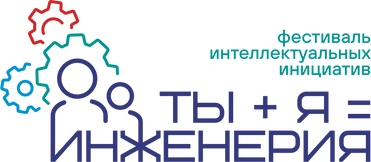 фестиваль
интеллектуальных
инициатив
ТЫ + Я =
ИНЖЕНЕРИЯ